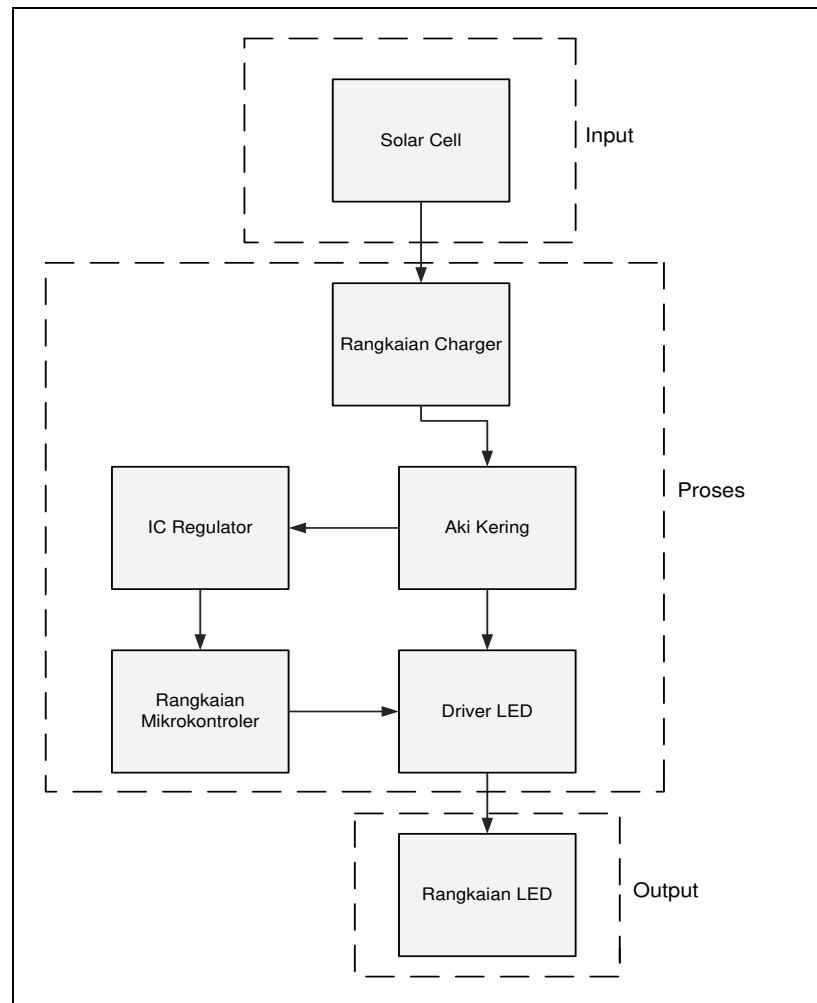 Solar Cell
Input
Rangkaian Charger
Proses
IC Regulator
Aki Kering
Rangkaian
Mikrokontroler
Driver LED
Rangkaian LED
Output